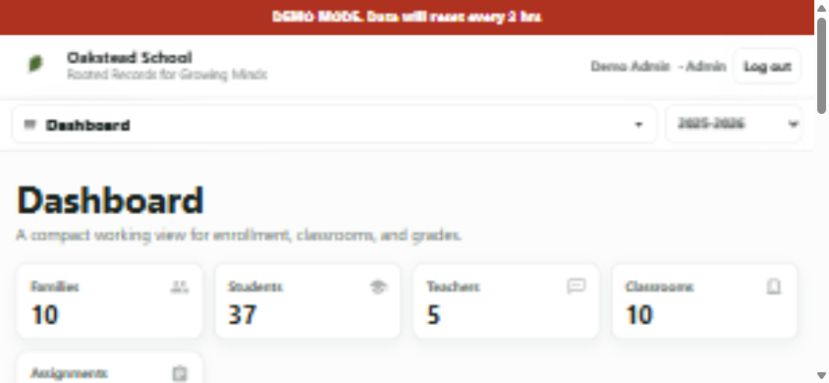 DEMO MODE. Data will reset every 2 hrs
Oakstead School
Rooted Records for Growing Minds
Demo Admin - Admin
Log out
Dashboard
2025-2026
Dashboard
A compact working view for enrollment, classrooms, and grades.
Families
10
Students
37
Teachers
5
Classrooms
10
Assignments